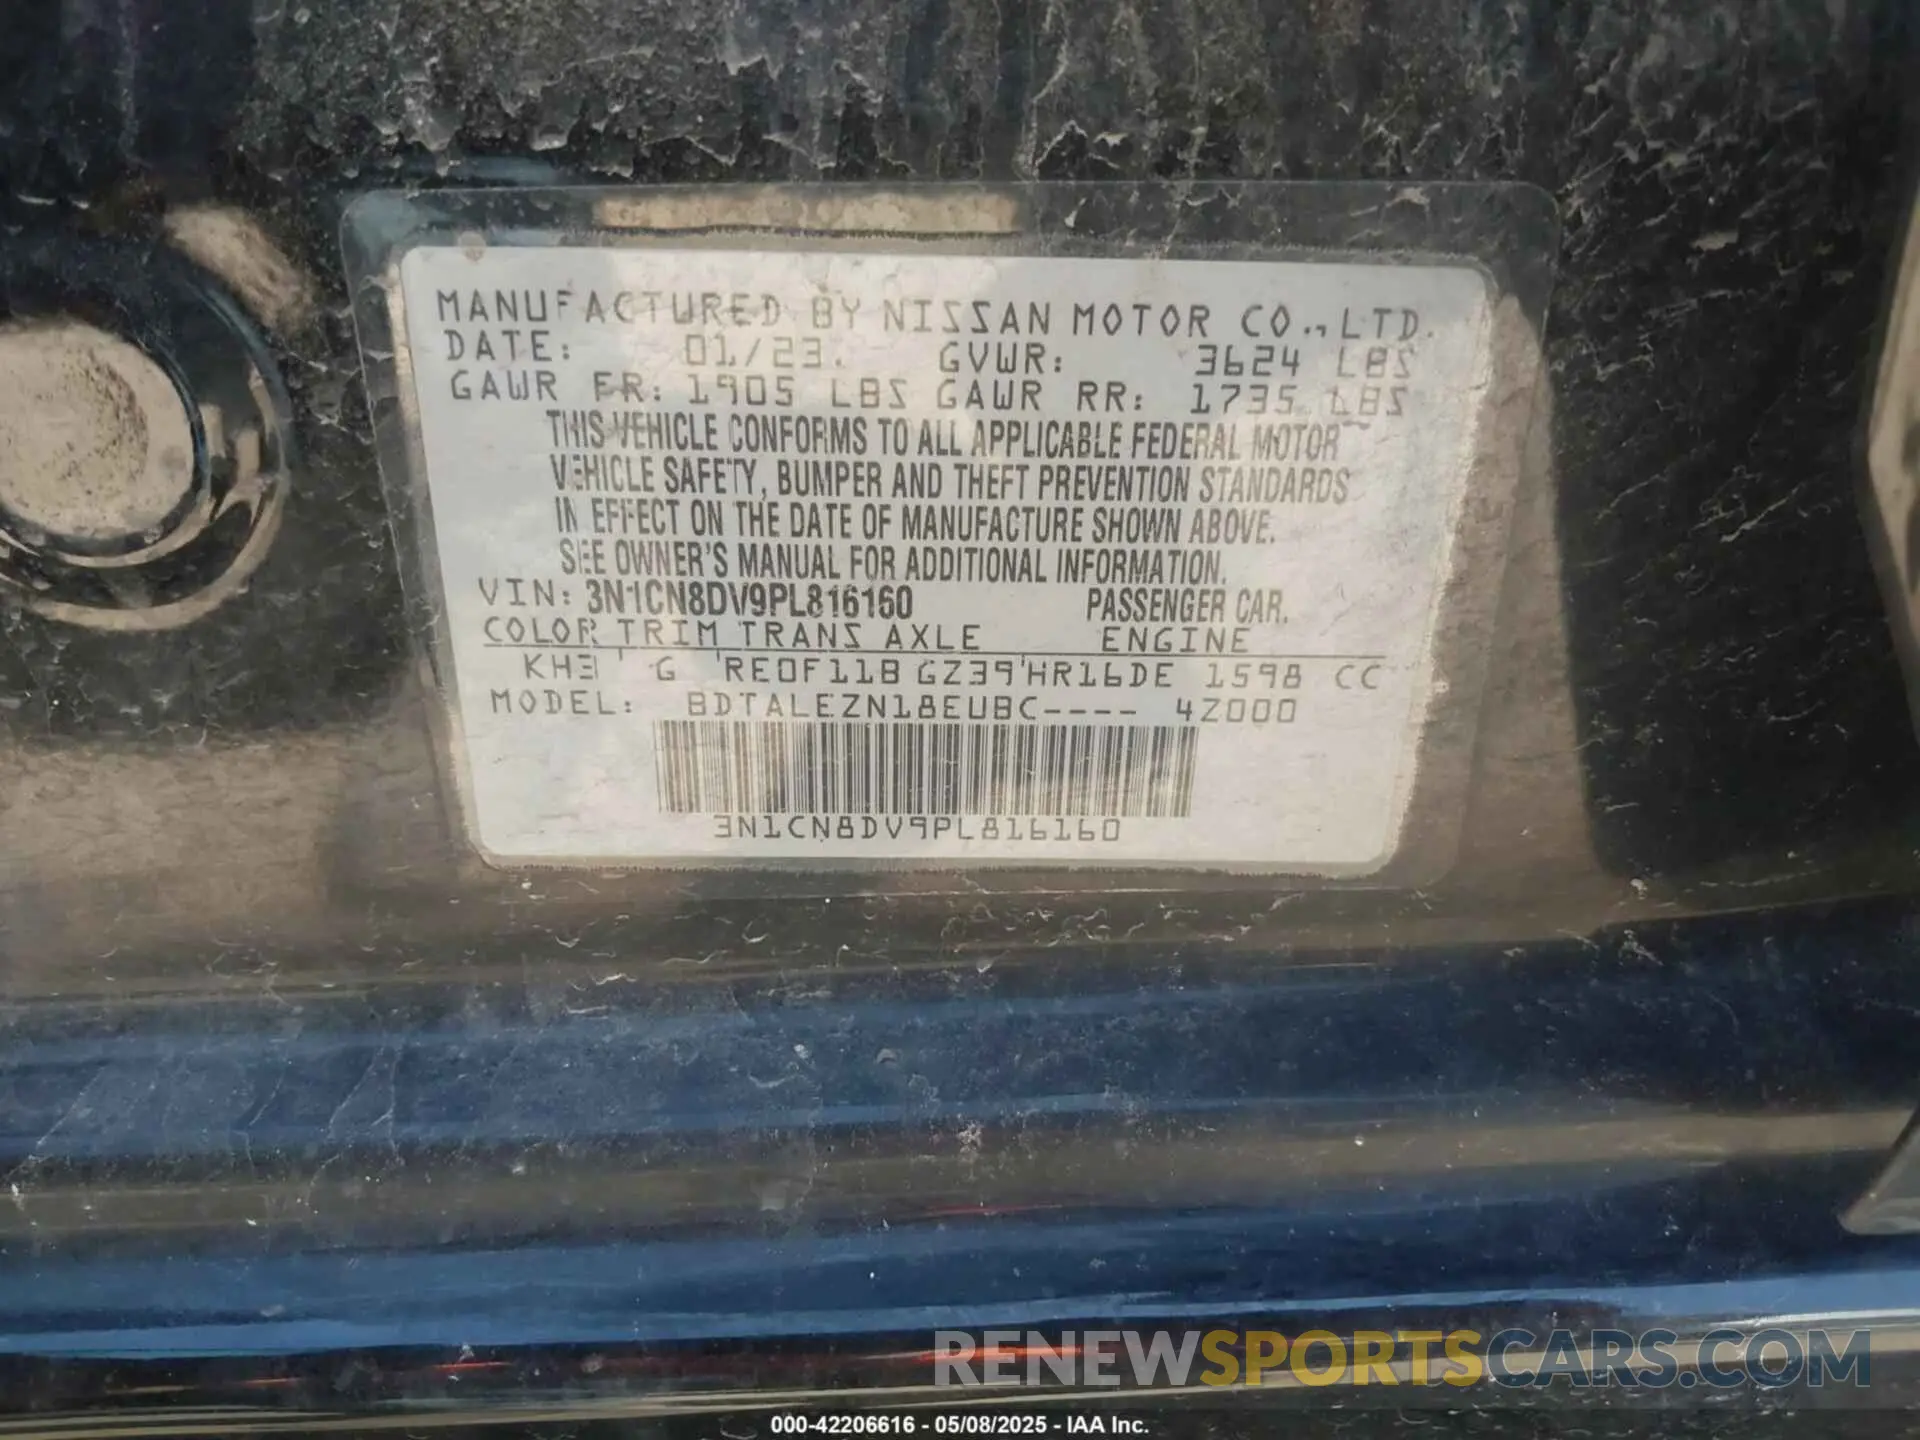 MANUFACTURED BY NISSAN MOTOR CO., LTD.
DATE: 01/23. GVWR: 3624 LBS
GAWR FR: 1905 LBS GAWR RR: 1735 LBS
THIS VEHICLE CONFORMS TO ALL APPLICABLE FEDERAL MOTOR
VEHICLE SAFETY, BUMPER AND THEFT PREVENTION STANDARDS
IN EFFECT ON THE DATE OF MANUFACTURE SHOWN ABOVE.
SEE OWNER'S MANUAL FOR ADDITIONAL INFORMATION.
VIN: 3N1CN8DV9PL816160 PASSENGER CAR.
COLOR TRIM TRANS AXLE ENGINE
KH3 G RE0F11B GZ39 HR16DE 1598 CC
MODEL: BDTALEZN18EUBC---- 4Z000
3N1CN8DV9PL816160
RENEWSPORTSCARS.COM
000-42206616 - 05/08/2025 - IAA Inc.